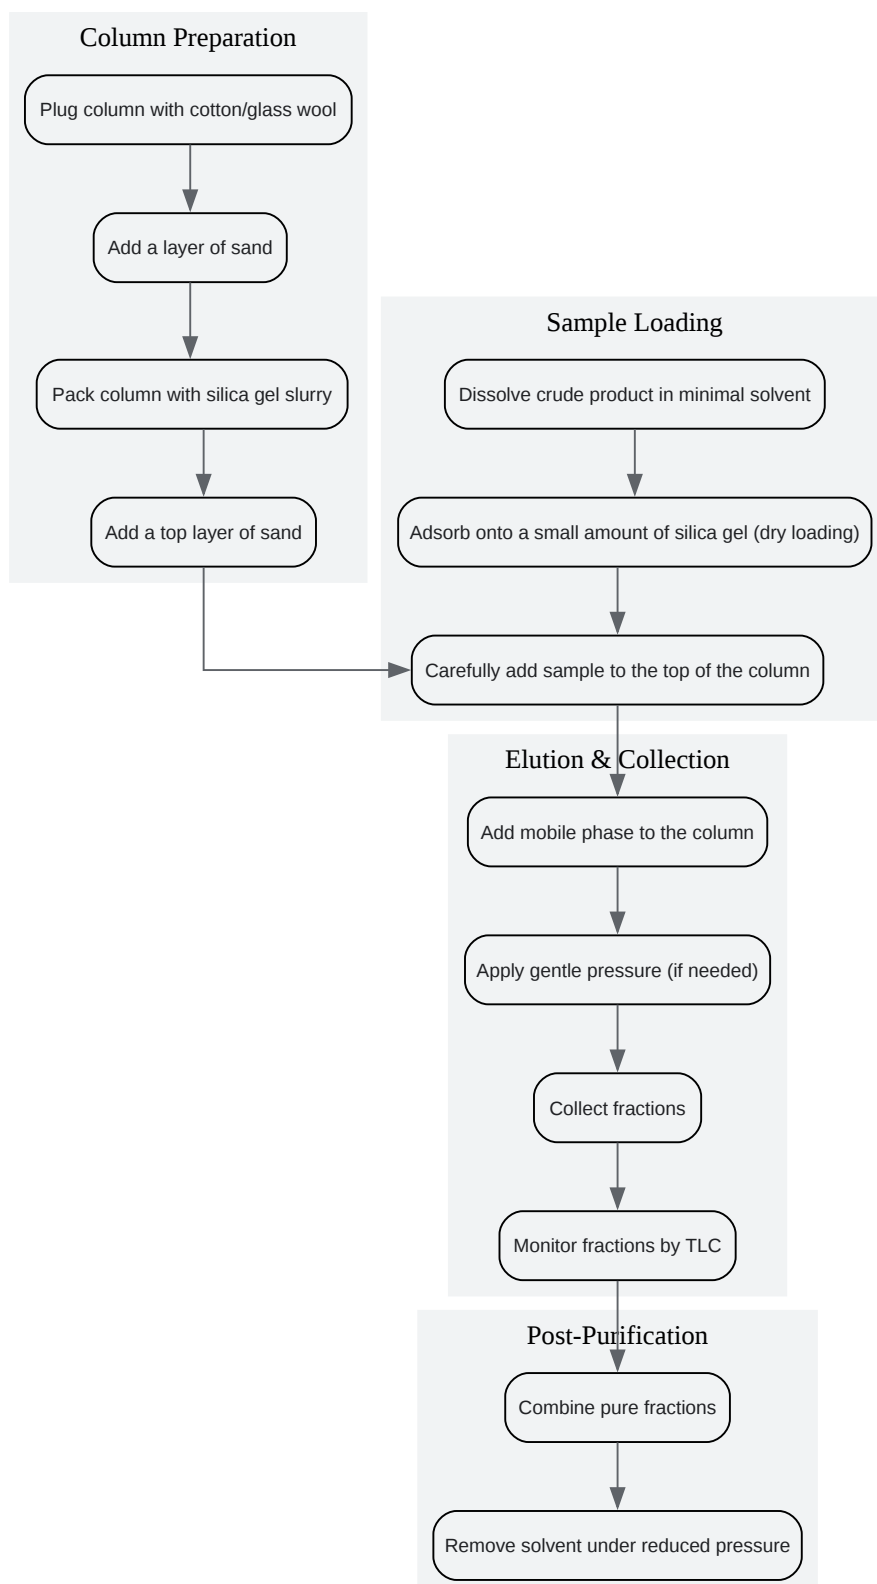 Column Preparation
Plug column with cotton/glass wool
Add a layer of sand
Pack column with silica gel slurry
Add a top layer of sand
Sample Loading
Dissolve crude product in minimal solvent
Adsorb onto a small amount of silica gel (dry loading)
Carefully add sample to the top of the column
Elution & Collection
Add mobile phase to the column
Apply gentle pressure (if needed)
Collect fractions
Monitor fractions by TLC
Post-Purification
Combine pure fractions
Remove solvent under reduced pressure